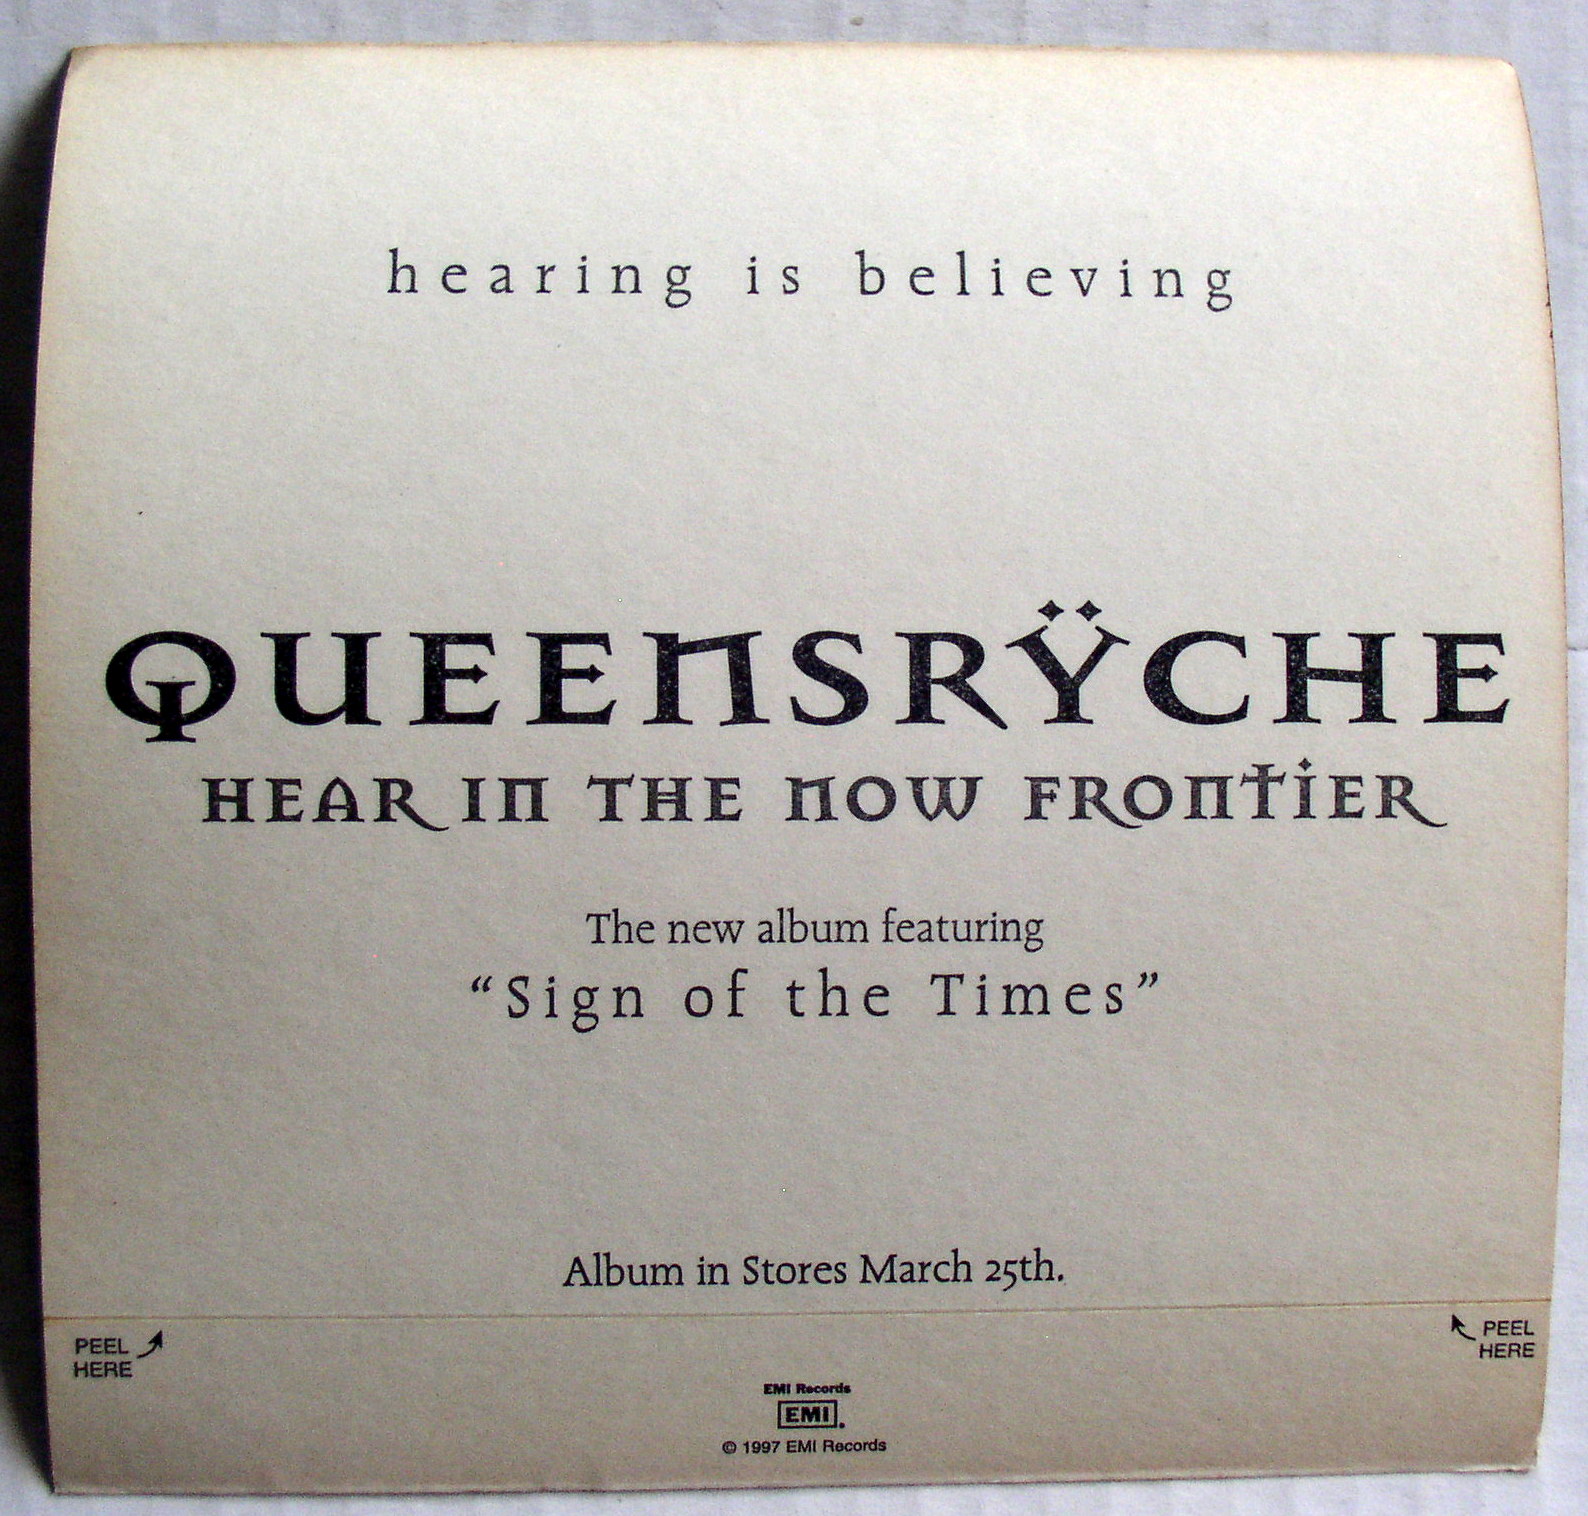 hearing is believing
QUEENSRŸCHE
HEAR IN THE NOW FRONTIER
The new album featuring
“Sign of the Times”
Album in Stores March 25th.
PEEL HERE
PEEL HERE
EMI Records
EMI.
© 1997 EMI Records